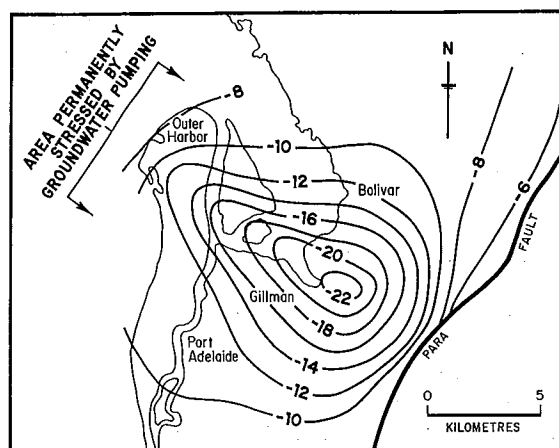 AREA PERMANENTLY
STRESSED BY
GROUNDWATER PUMPING
N
-8
Outer
Harbor
-10
-8
-12
Bolivar
-6
-16
FAULT
-20
-22
Gillman
-18
Port
Adelaide
-14
PARA
-12
-10
0 5
KILOMETRES